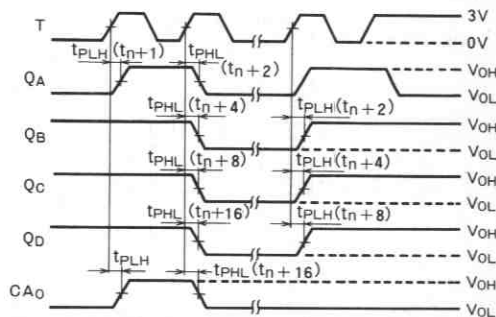 T 3V
0V
tPLH(tn+1) tPHL(tn+2)
QA VOH
VOL
tPHL(tn+4) tPLH(tn+2)
QB VOH
VOL
tPHL(tn+8) tPLH(tn+4)
QC VOH
VOL
tPHL(tn+16) tPLH(tn+8)
QD VOH
VOL
tPLH tPHL(tn+16)
CAO VOH
VOL